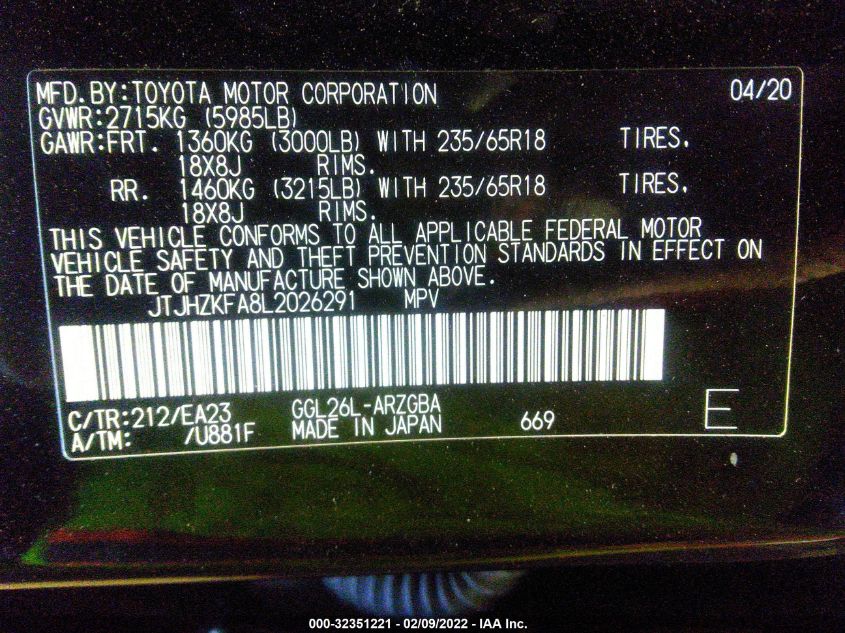 MFD.BY:TOYOTA MOTOR CORPORATION 04/20
GVWR:2715KG (5985LB)
GAWR:FRT. 1360KG (3000LB) WITH 235/65R18 TIRES.
18X8J RIMS.
RR. 1460KG (3215LB) WITH 235/65R18 TIRES.
18X8J RIMS.
THIS VEHICLE CONFORMS TO ALL APPLICABLE FEDERAL MOTOR
VEHICLE SAFETY AND THEFT PREVENTION STANDARDS IN EFFECT ON
THE DATE OF MANUFACTURE SHOWN ABOVE.
JTJHZKFA8L2026291 MPV
C/TR:212/EA23 GGL26L-ARZGBA
A/TM: /U881F MADE IN JAPAN 669 E
000-32351221 - 02/09/2022 - IAA Inc.